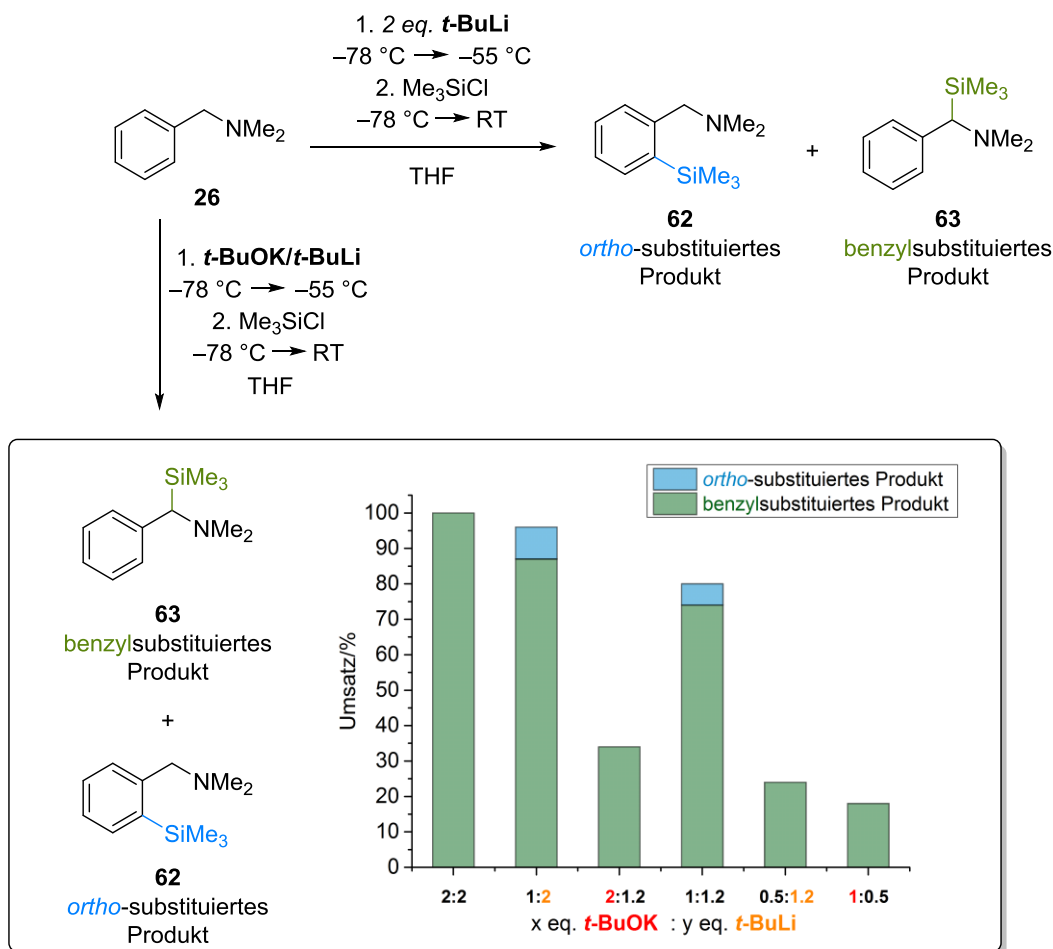 1. 2 eq. t-BuLi
–78 °C → –55 °C
2. Me3SiCl
–78 °C → RT
THF
NMe2
26
NMe2
SiMe3
62
ortho-substituiertes
Produkt
+
SiMe3
NMe2
63
benzylsubstituiertes
Produkt
1. t-BuOK/t-BuLi
–78 °C → –55 °C
2. Me3SiCl
–78 °C → RT
THF
SiMe3
NMe2
63
benzylsubstituiertes
Produkt
+
NMe2
SiMe3
62
ortho-substituiertes
Produkt
ortho-substituiertes Produkt
benzylsubstituiertes Produkt
Umsatz/%
100
90
80
70
60
50
40
30
20
10
0
2:2 1:2 2:1.2 1:1.2 0.5:1.2 1:0.5
x eq. t-BuOK : y eq. t-BuLi